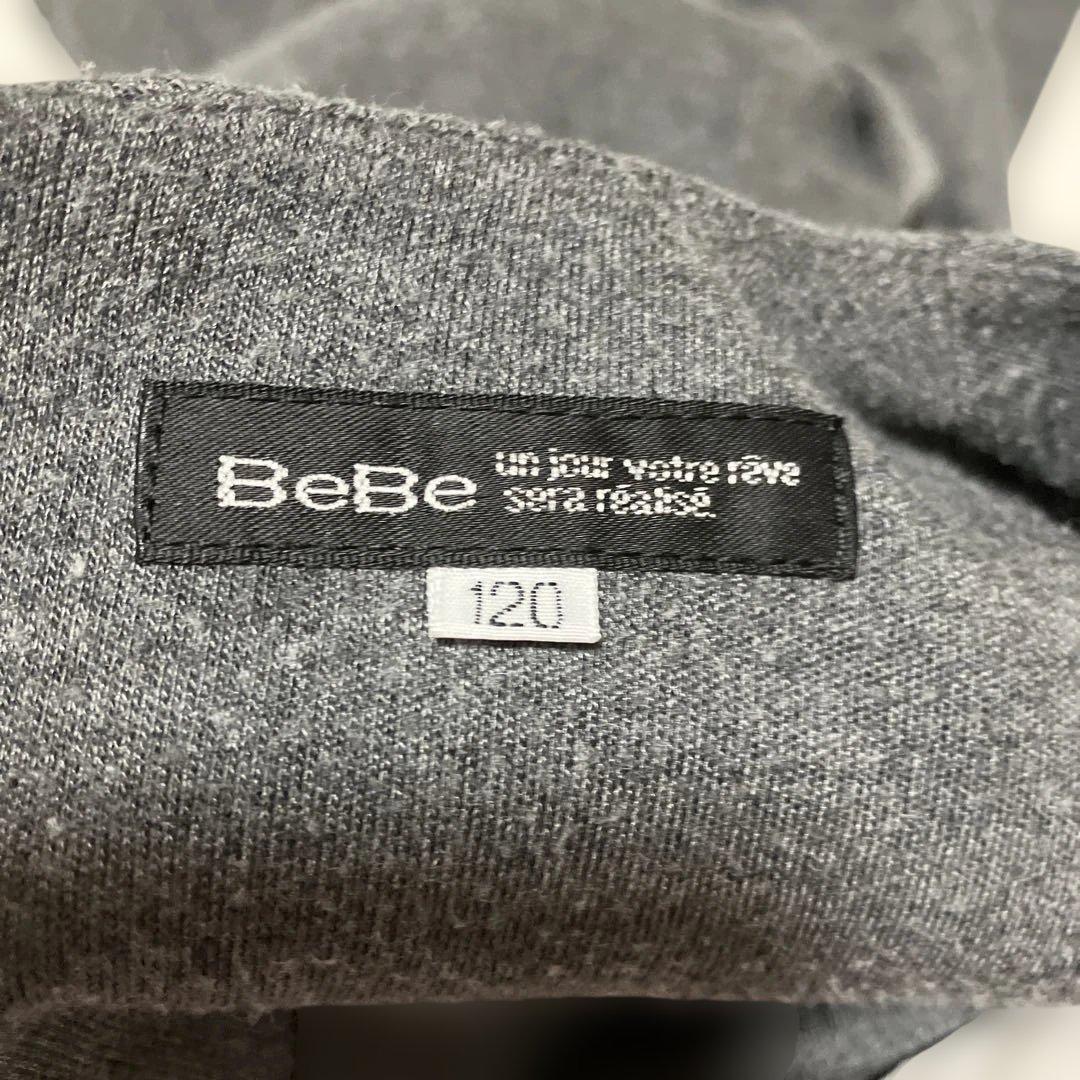 BeBe
un jour votre rêve
sera réalisé.
120